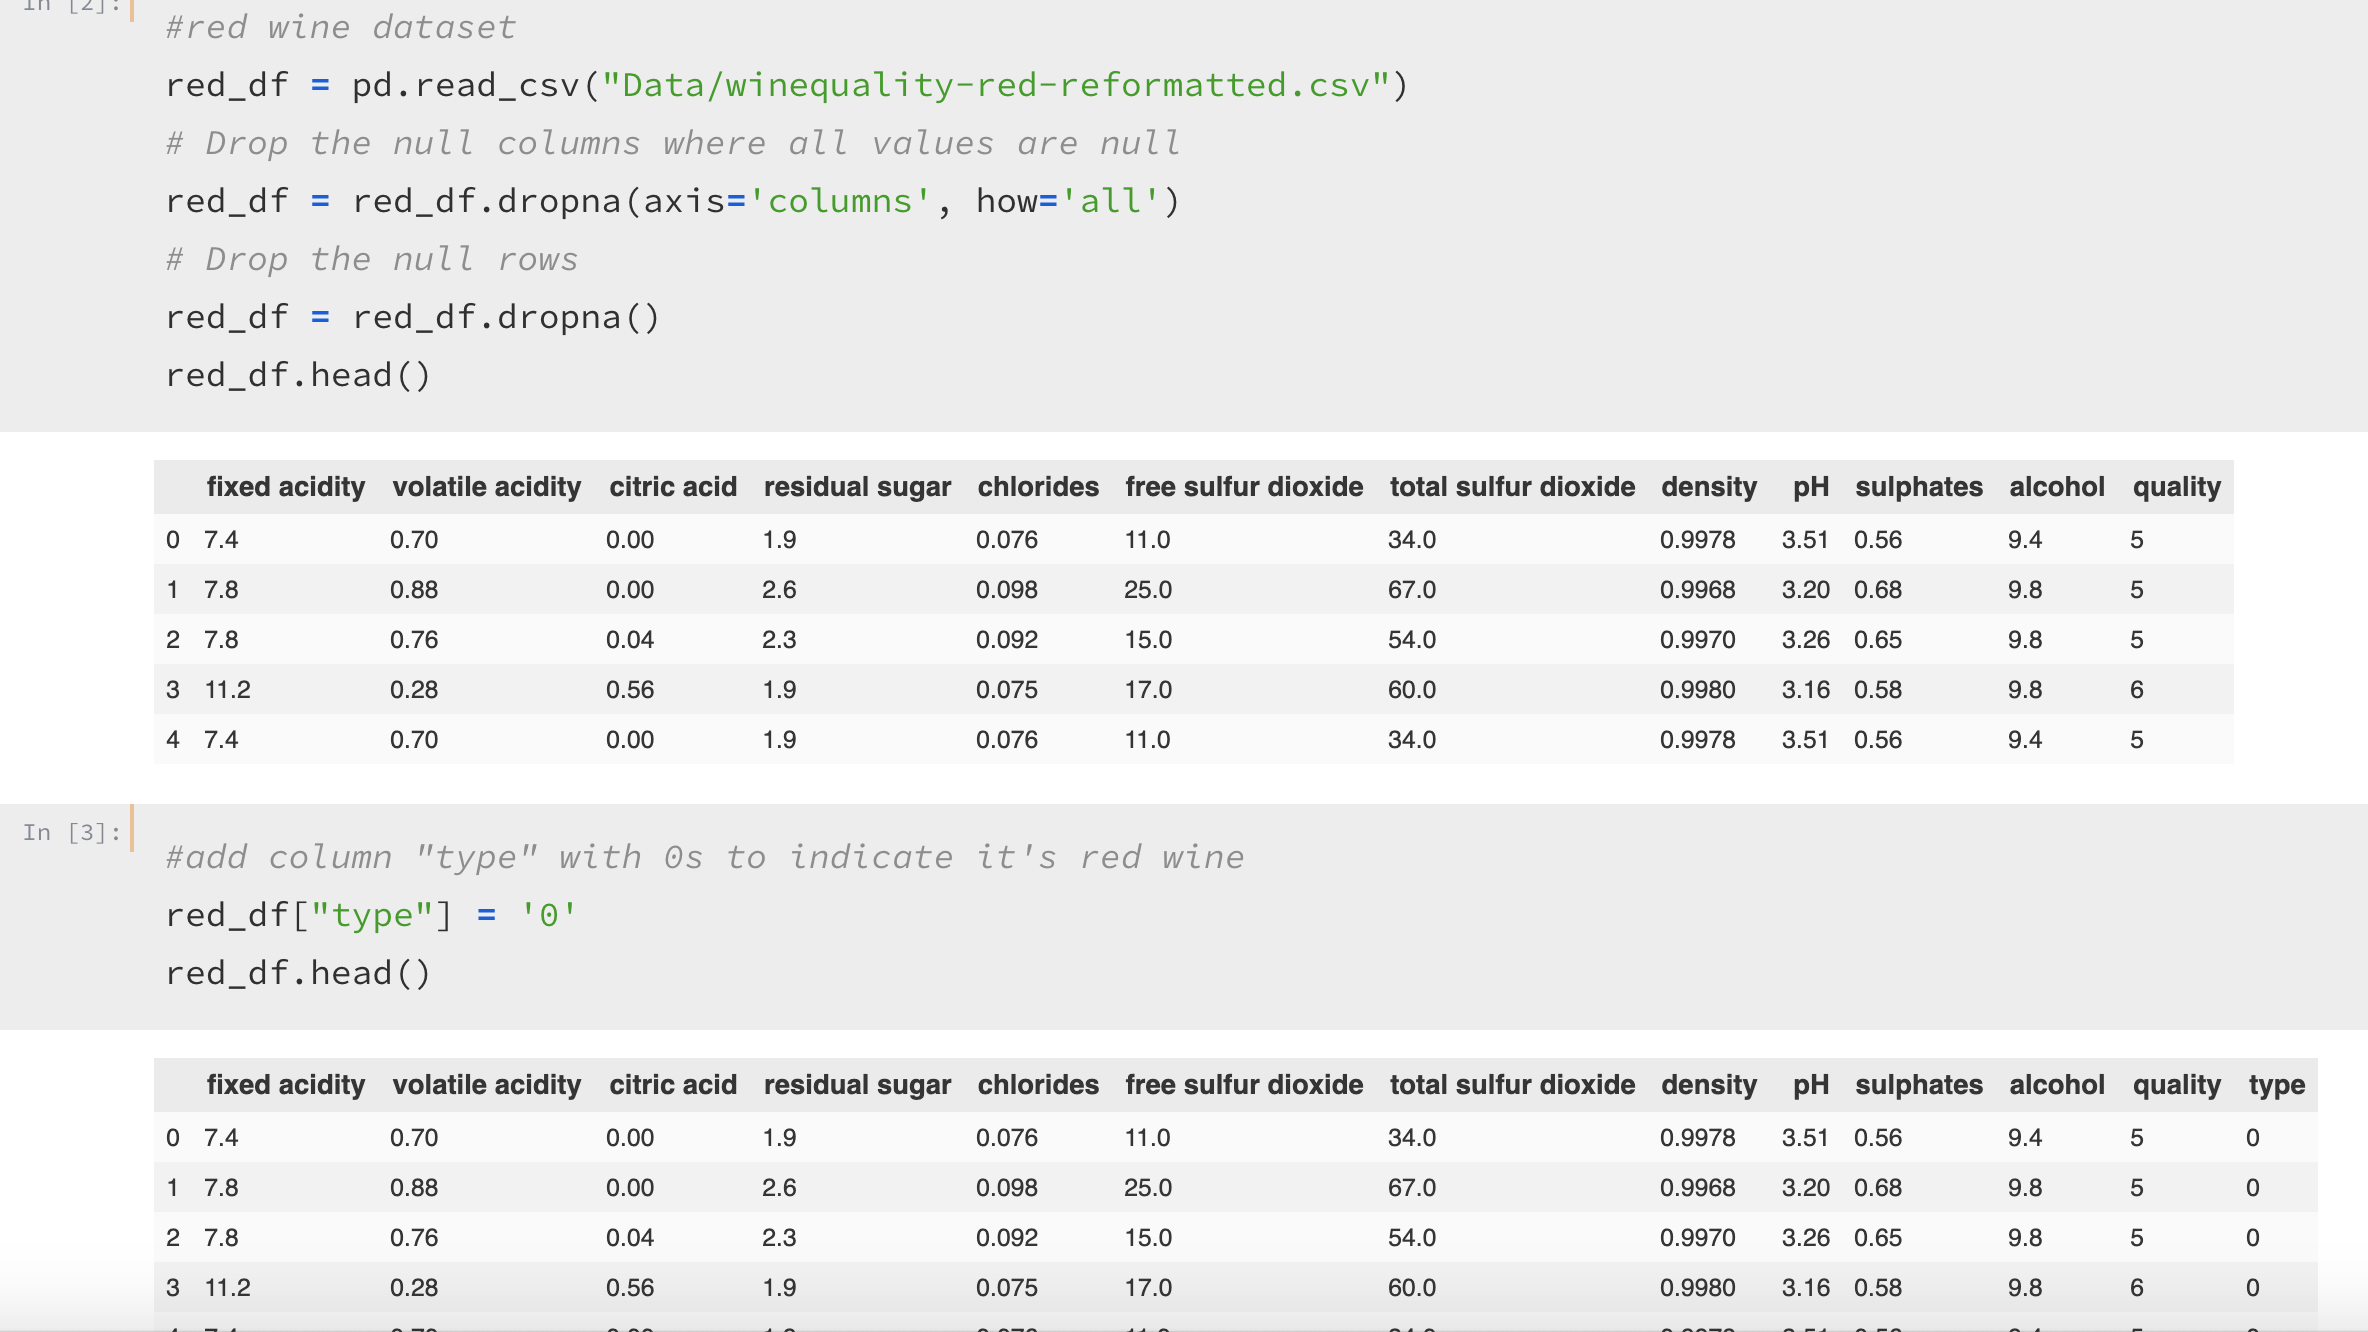 In [2]:
#red wine dataset
red_df = pd.read_csv("Data/winequality-red-reformatted.csv")
# Drop the null columns where all values are null
red_df = red_df.dropna(axis='columns', how='all')
# Drop the null rows
red_df = red_df.dropna()
red_df.head()
fixed acidity volatile acidity citric acid residual sugar chlorides free sulfur dioxide total sulfur dioxide density pH sulphates alcohol quality
0 7.4 0.70 0.00 1.9 0.076 11.0 34.0 0.9978 3.51 0.56 9.4 5
1 7.8 0.88 0.00 2.6 0.098 25.0 67.0 0.9968 3.20 0.68 9.8 5
2 7.8 0.76 0.04 2.3 0.092 15.0 54.0 0.9970 3.26 0.65 9.8 5
3 11.2 0.28 0.56 1.9 0.075 17.0 60.0 0.9980 3.16 0.58 9.8 6
4 7.4 0.70 0.00 1.9 0.076 11.0 34.0 0.9978 3.51 0.56 9.4 5
In [3]:
#add column "type" with 0s to indicate it's red wine
red_df["type"] = '0'
red_df.head()
fixed acidity volatile acidity citric acid residual sugar chlorides free sulfur dioxide total sulfur dioxide density pH sulphates alcohol quality type
0 7.4 0.70 0.00 1.9 0.076 11.0 34.0 0.9978 3.51 0.56 9.4 5 0
1 7.8 0.88 0.00 2.6 0.098 25.0 67.0 0.9968 3.20 0.68 9.8 5 0
2 7.8 0.76 0.04 2.3 0.092 15.0 54.0 0.9970 3.26 0.65 9.8 5 0
3 11.2 0.28 0.56 1.9 0.075 17.0 60.0 0.9980 3.16 0.58 9.8 6 0